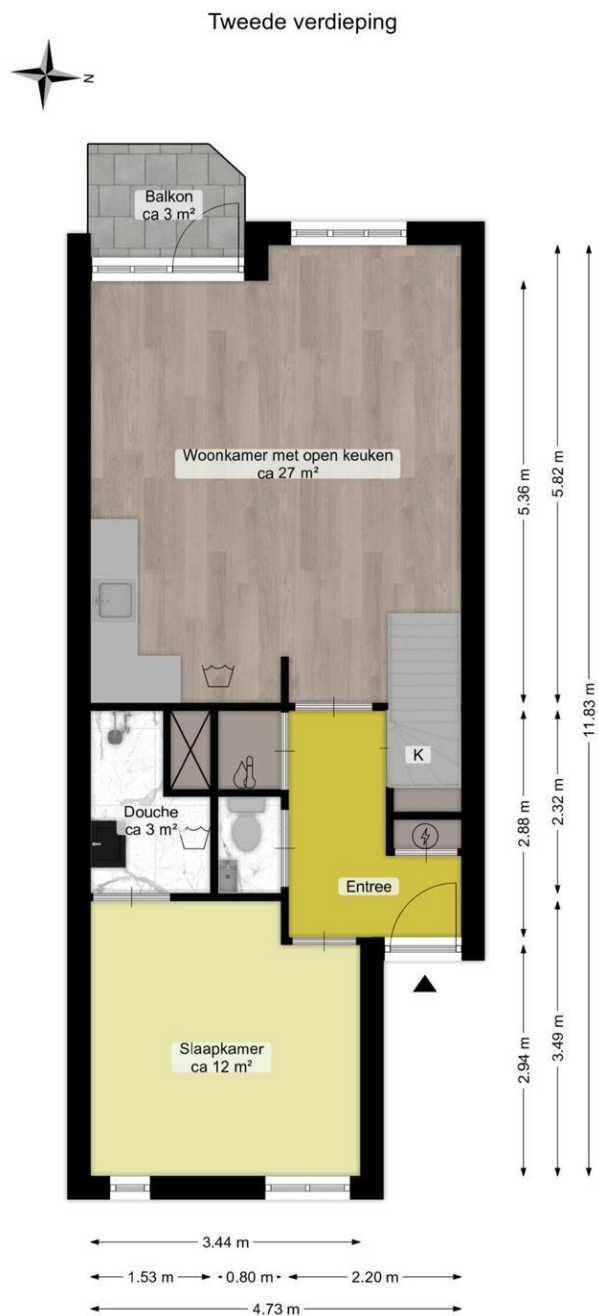 Tweede verdieping
N
Balkon
ca 3 m²
Woonkamer met open keuken
ca 27 m²
5.36 m
5.82 m
11.83 m
K
Douche
ca 3 m²
Entree
2.88 m
2.32 m
Slaapkamer
ca 12 m²
2.94 m
3.49 m
3.44 m
1.53 m
0.80 m
2.20 m
4.73 m